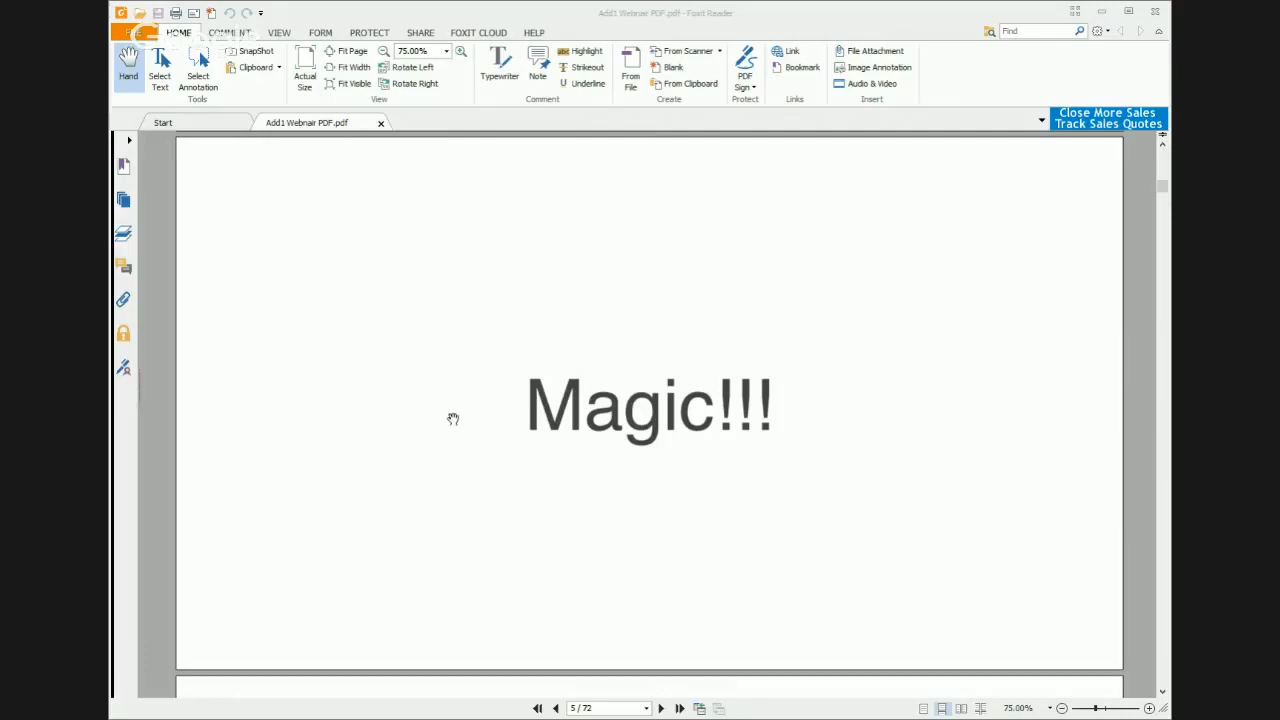 Add1 Webnair PDF.pdf - Foxit Reader
FILE HOME COMMENT VIEW FORM PROTECT SHARE FOXIT CLOUD HELP
Find
Hand
Select Text
Select Annotation
SnapShot
Clipboard
Tools
Actual Size
Fit Page
Fit Width
Fit Visible
75.00%
Rotate Left
Rotate Right
View
Typewriter
Note
Highlight
Strikeout
Underline
Comment
From File
From Scanner
Blank
From Clipboard
Create
PDF Sign
Protect
Link
Bookmark
Links
File Attachment
Image Annotation
Audio & Video
Insert
Start
Add1 Webnair PDF.pdf
Close More Sales
Track Sales Quotes
Magic!!!
5 / 72
75.00%